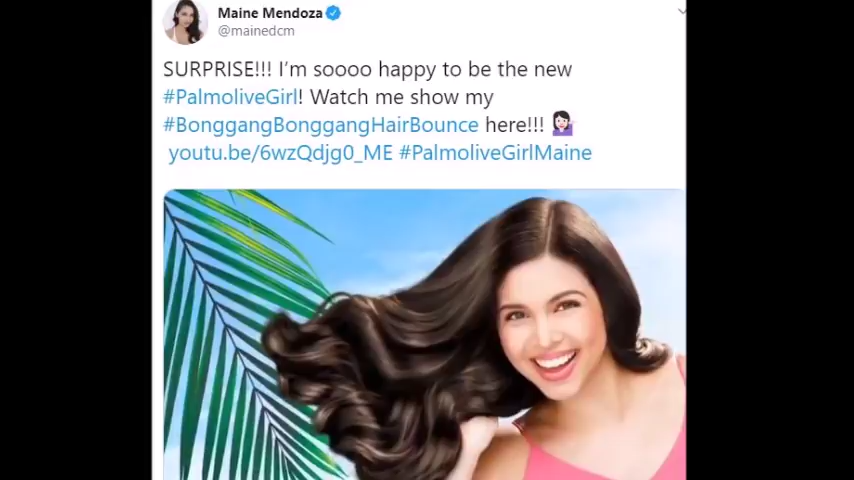 Maine Mendoza
@mainedcm
SURPRISE!!! I'm soooo happy to be the new
#PalmoliveGirl! Watch me show my
#BonggangBonggangHairBounce here!!! 💁🏻‍♀️
youtu.be/6wzQdjg0_ME #PalmoliveGirlMaine